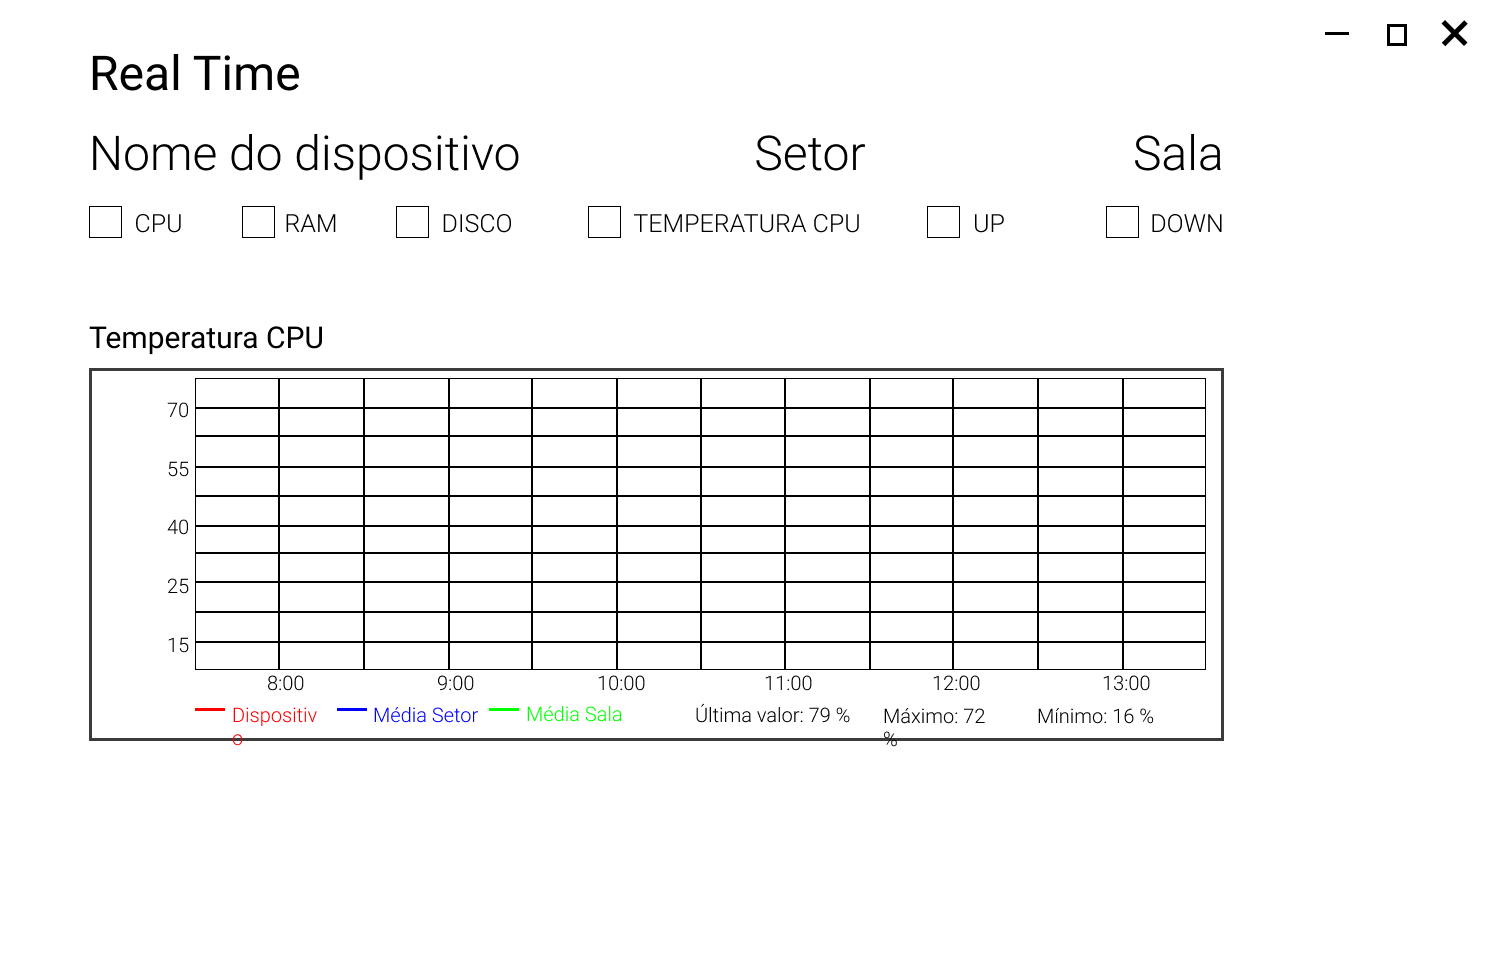 Real Time
Nome do dispositivo Setor Sala
CPU RAM DISCO TEMPERATURA CPU UP DOWN
Temperatura CPU
70
55
40
25
15
8:00 9:00 10:00 11:00 12:00 13:00
Dispositiv
o
Média Setor
Média Sala
Última valor: 79 %
Máximo: 72
%
Mínimo: 16 %